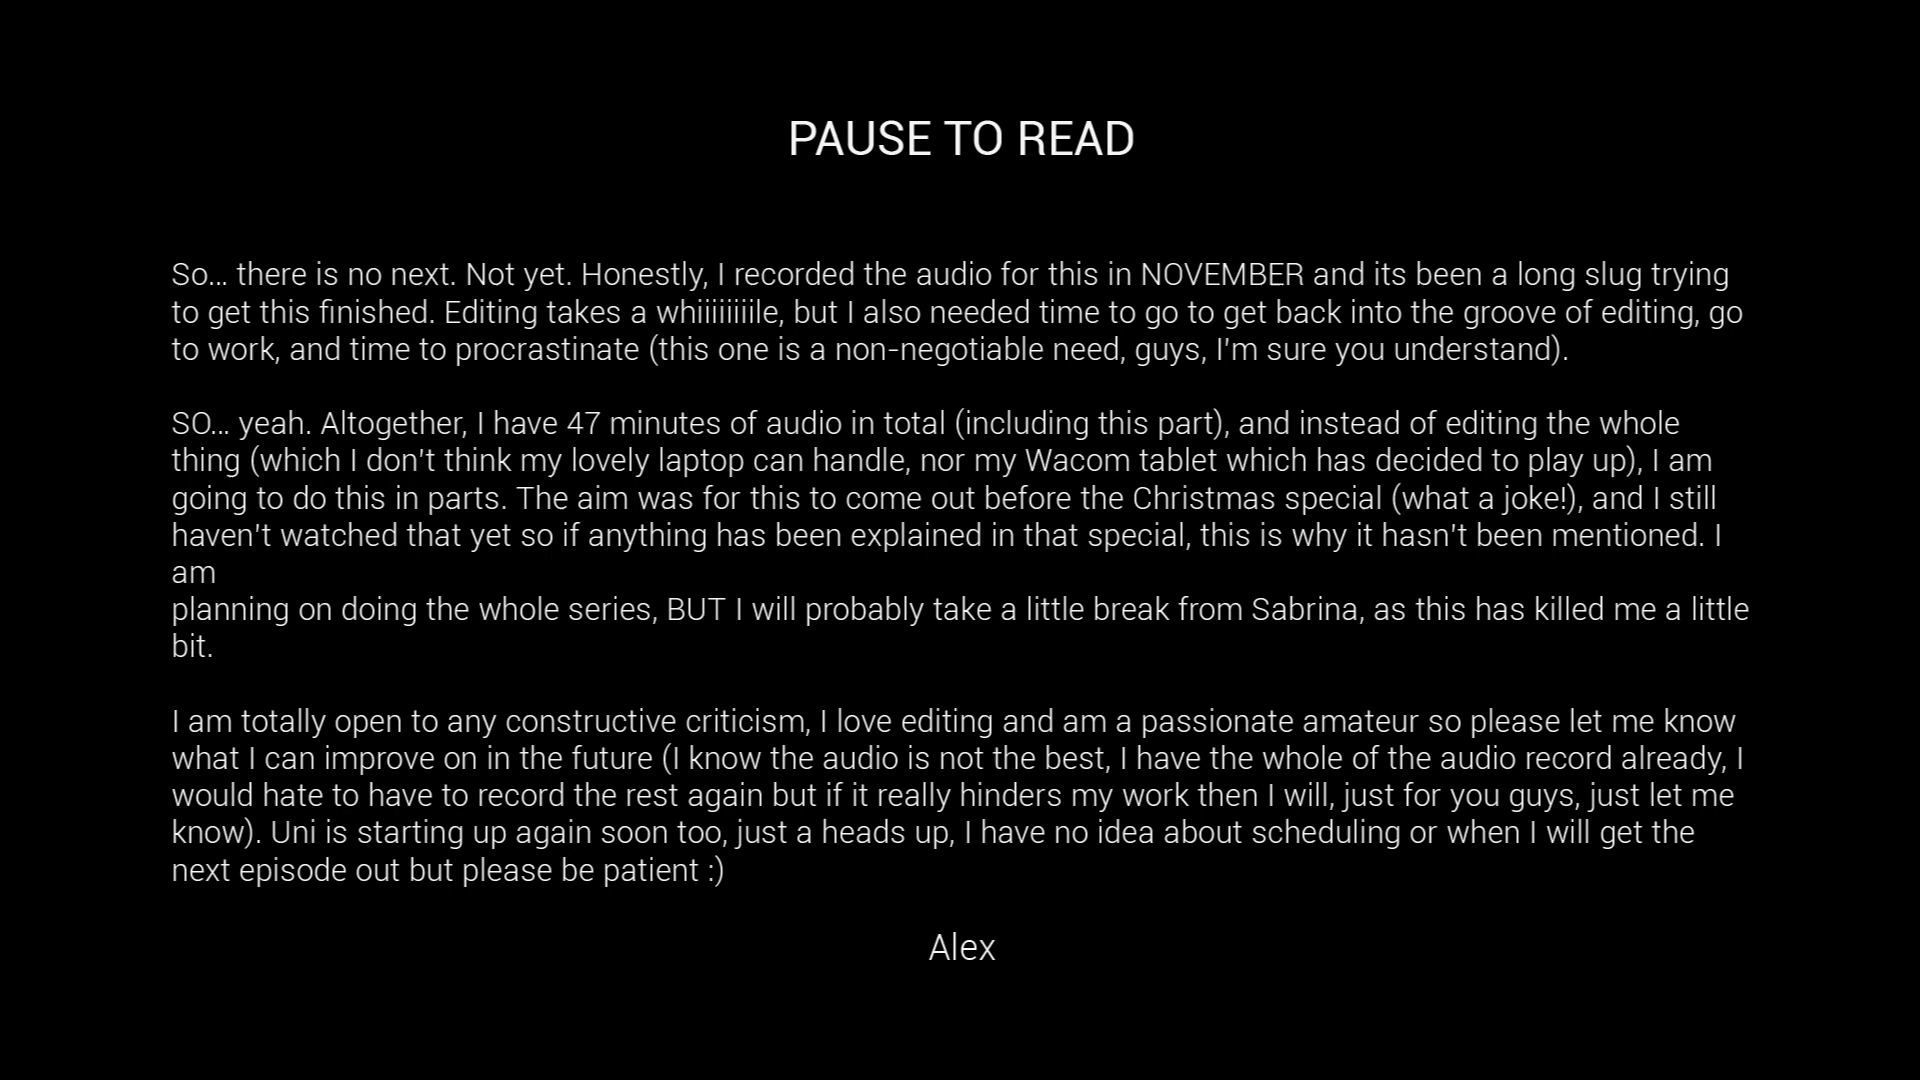 PAUSE TO READ
So... there is no next. Not yet. Honestly, I recorded the audio for this in NOVEMBER and its been a long slug trying
to get this finished. Editing takes a whiiiiiiiile, but I also needed time to go to get back into the groove of editing, go
to work, and time to procrastinate (this one is a non-negotiable need, guys, I'm sure you understand).
SO... yeah. Altogether, I have 47 minutes of audio in total (including this part), and instead of editing the whole
thing (which I don't think my lovely laptop can handle, nor my Wacom tablet which has decided to play up), I am
going to do this in parts. The aim was for this to come out before the Christmas special (what a joke!), and I still
haven't watched that yet so if anything has been explained in that special, this is why it hasn't been mentioned. I
am
planning on doing the whole series, BUT I will probably take a little break from Sabrina, as this has killed me a little
bit.
I am totally open to any constructive criticism, I love editing and am a passionate amateur so please let me know
what I can improve on in the future (I know the audio is not the best, I have the whole of the audio record already, I
would hate to have to record the rest again but if it really hinders my work then I will, just for you guys, just let me
know). Uni is starting up again soon too, just a heads up, I have no idea about scheduling or when I will get the
next episode out but please be patient :)
Alex